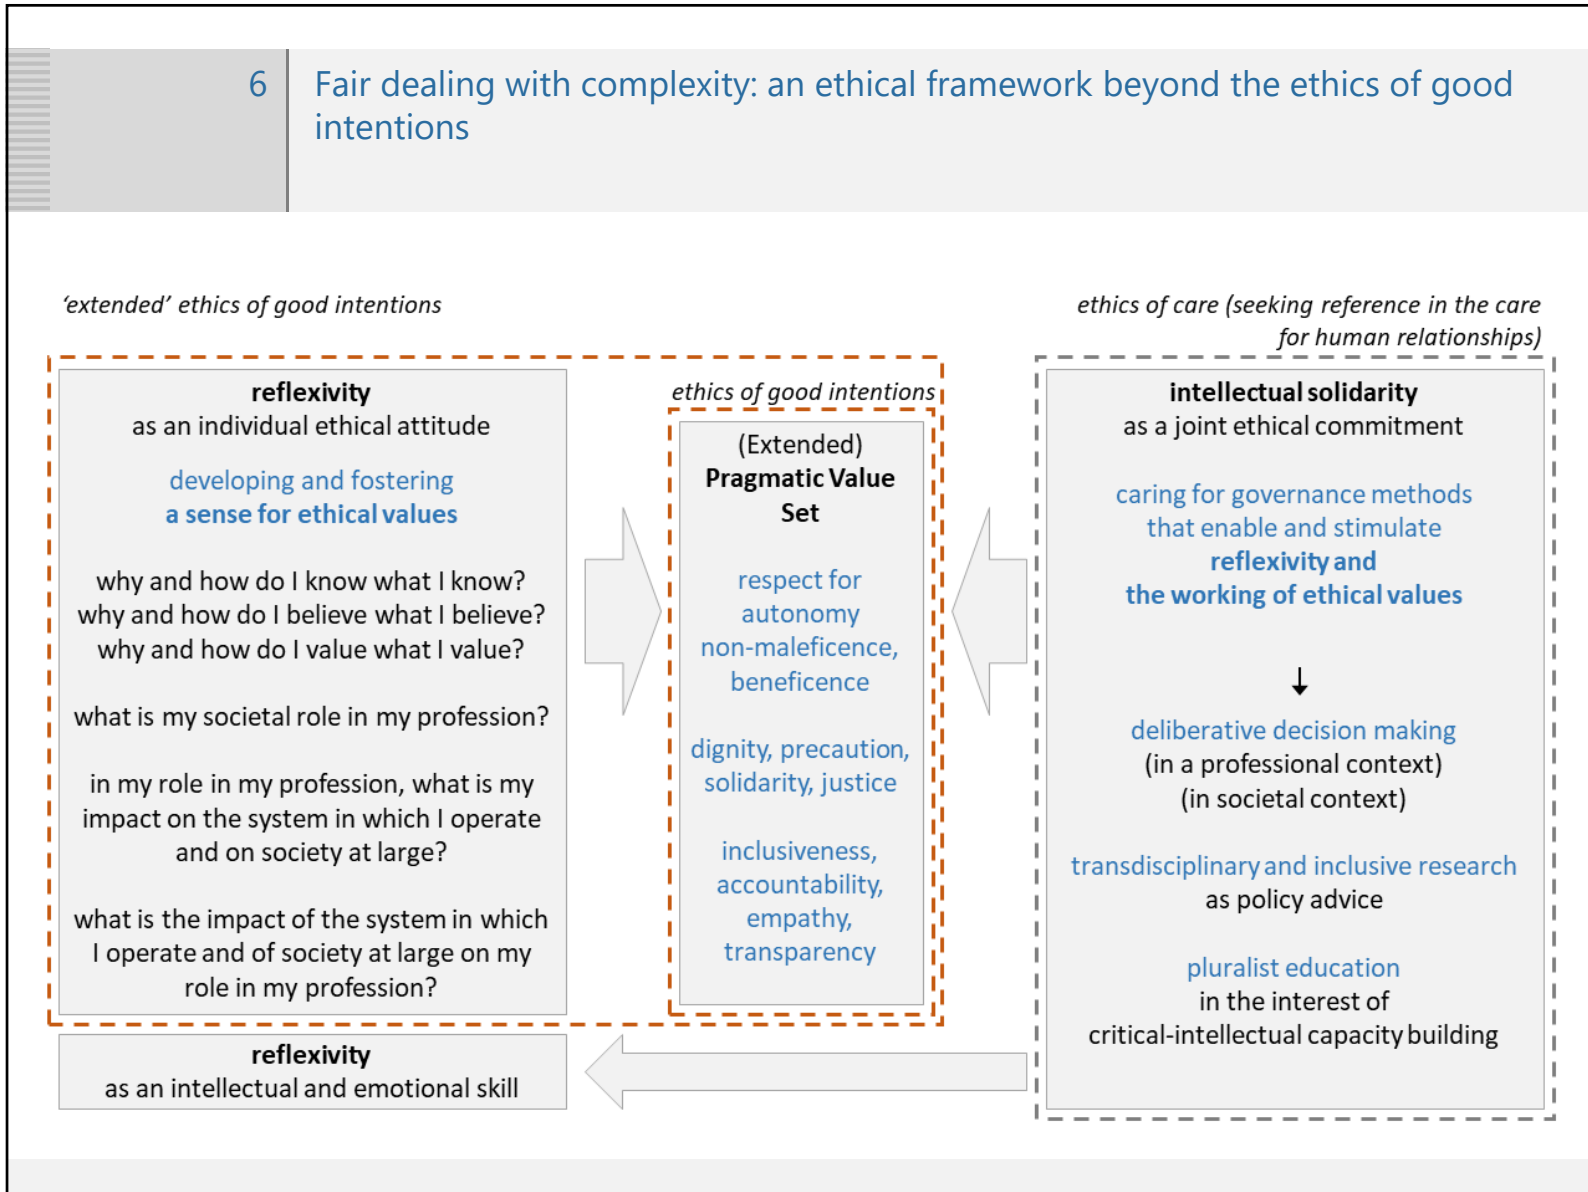 6
Fair dealing with complexity: an ethical framework beyond the ethics of good
intentions
‘extended’ ethics of good intentions
reflexivity
as an individual ethical attitude
developing and fostering
a sense for ethical values
why and how do I know what I know?
why and how do I believe what I believe?
why and how do I value what I value?
what is my societal role in my profession?
in my role in my profession, what is my
impact on the system in which I operate
and on society at large?
what is the impact of the system in which
I operate and of society at large on my
role in my profession?
reflexivity
as an intellectual and emotional skill
ethics of good intentions
(Extended)
Pragmatic Value
Set
respect for
autonomy
non-maleficence,
beneficence
dignity, precaution,
solidarity, justice
inclusiveness,
accountability,
empathy,
transparency
ethics of care (seeking reference in the care
for human relationships)
intellectual solidarity
as a joint ethical commitment
caring for governance methods
that enable and stimulate
reflexivity and
the working of ethical values
↓
deliberative decision making
(in a professional context)
(in societal context)
transdisciplinary and inclusive research
as policy advice
pluralist education
in the interest of
critical-intellectual capacity building